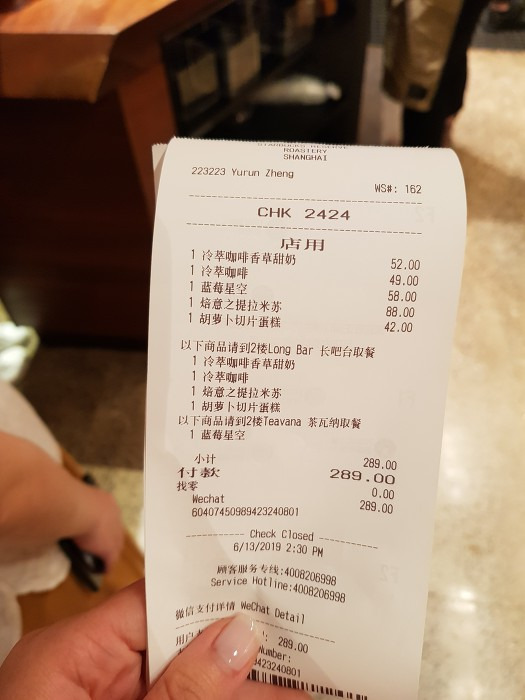 STARBUCKS RESERVE
ROASTERY
SHANGHAI
223223 Yurun Zheng
WS#: 162
CHK 2424
店用
1 冷萃咖啡香草甜奶 52.00
1 冷萃咖啡 49.00
1 蓝莓星空 58.00
1 焙意之提拉米苏 88.00
1 胡萝卜切片蛋糕 42.00
以下商品请到2楼Long Bar 长吧台取餐
1 冷萃咖啡香草甜奶
1 冷萃咖啡
1 焙意之提拉米苏
1 胡萝卜切片蛋糕
以下商品请到2楼Teavana 茶瓦纳取餐
1 蓝莓星空
小计 289.00
付款 289.00
找零 0.00
Wechat 289.00
60407450989423240801
Check Closed
6/13/2019 2:30 PM
顾客服务专线:4008206998
Service Hotline:4008206998
微信支付详情 WeChat Detail
用户 289.00
Number:
423240801